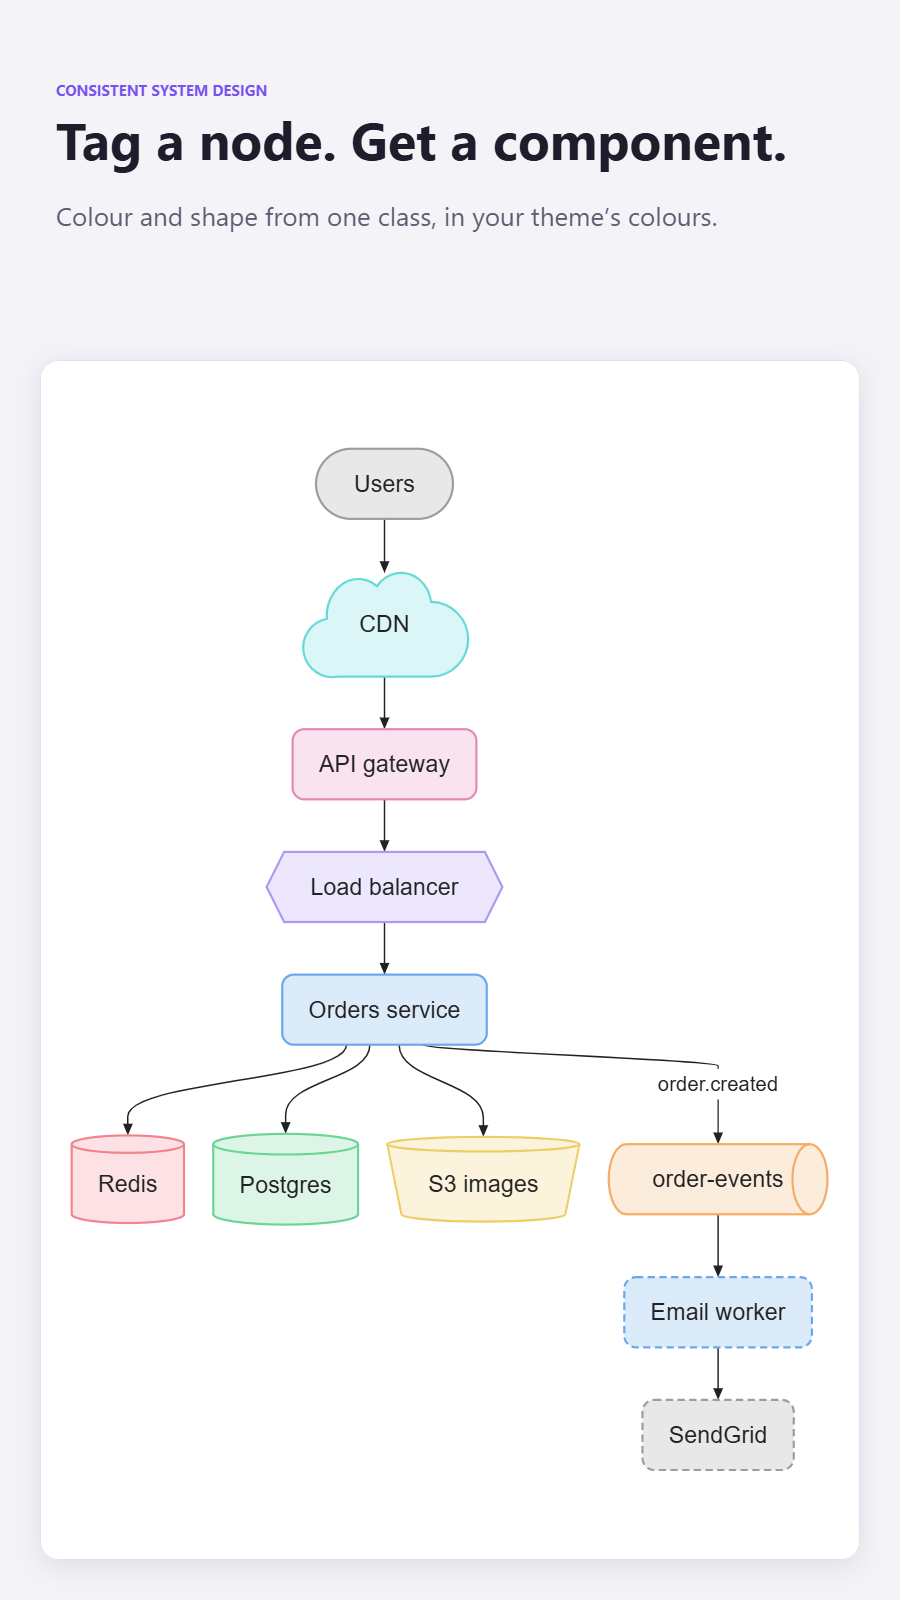 CONSISTENT SYSTEM DESIGN
Tag a node. Get a component.
Colour and shape from one class, in your theme’s colours.
Users
CDN
API gateway
Load balancer
Orders service
order.created
Redis
Postgres
S3 images
order-events
Email worker
SendGrid